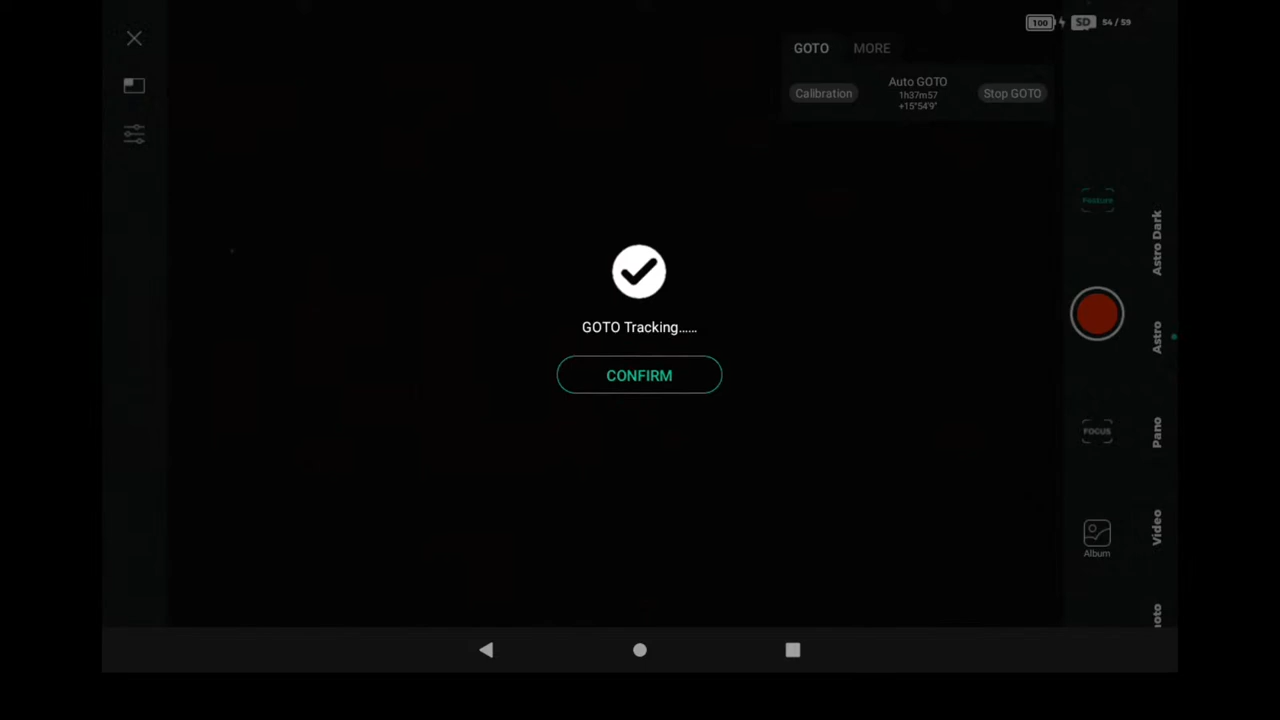 100
SD
54 / 59
GOTO
MORE
Calibration
Auto GOTO
1h37m57
+15°54'9"
Stop GOTO
Feature
Astro Dark
GOTO Tracking......
Astro
CONFIRM
FOCUS
Pano
Video
Album
oto